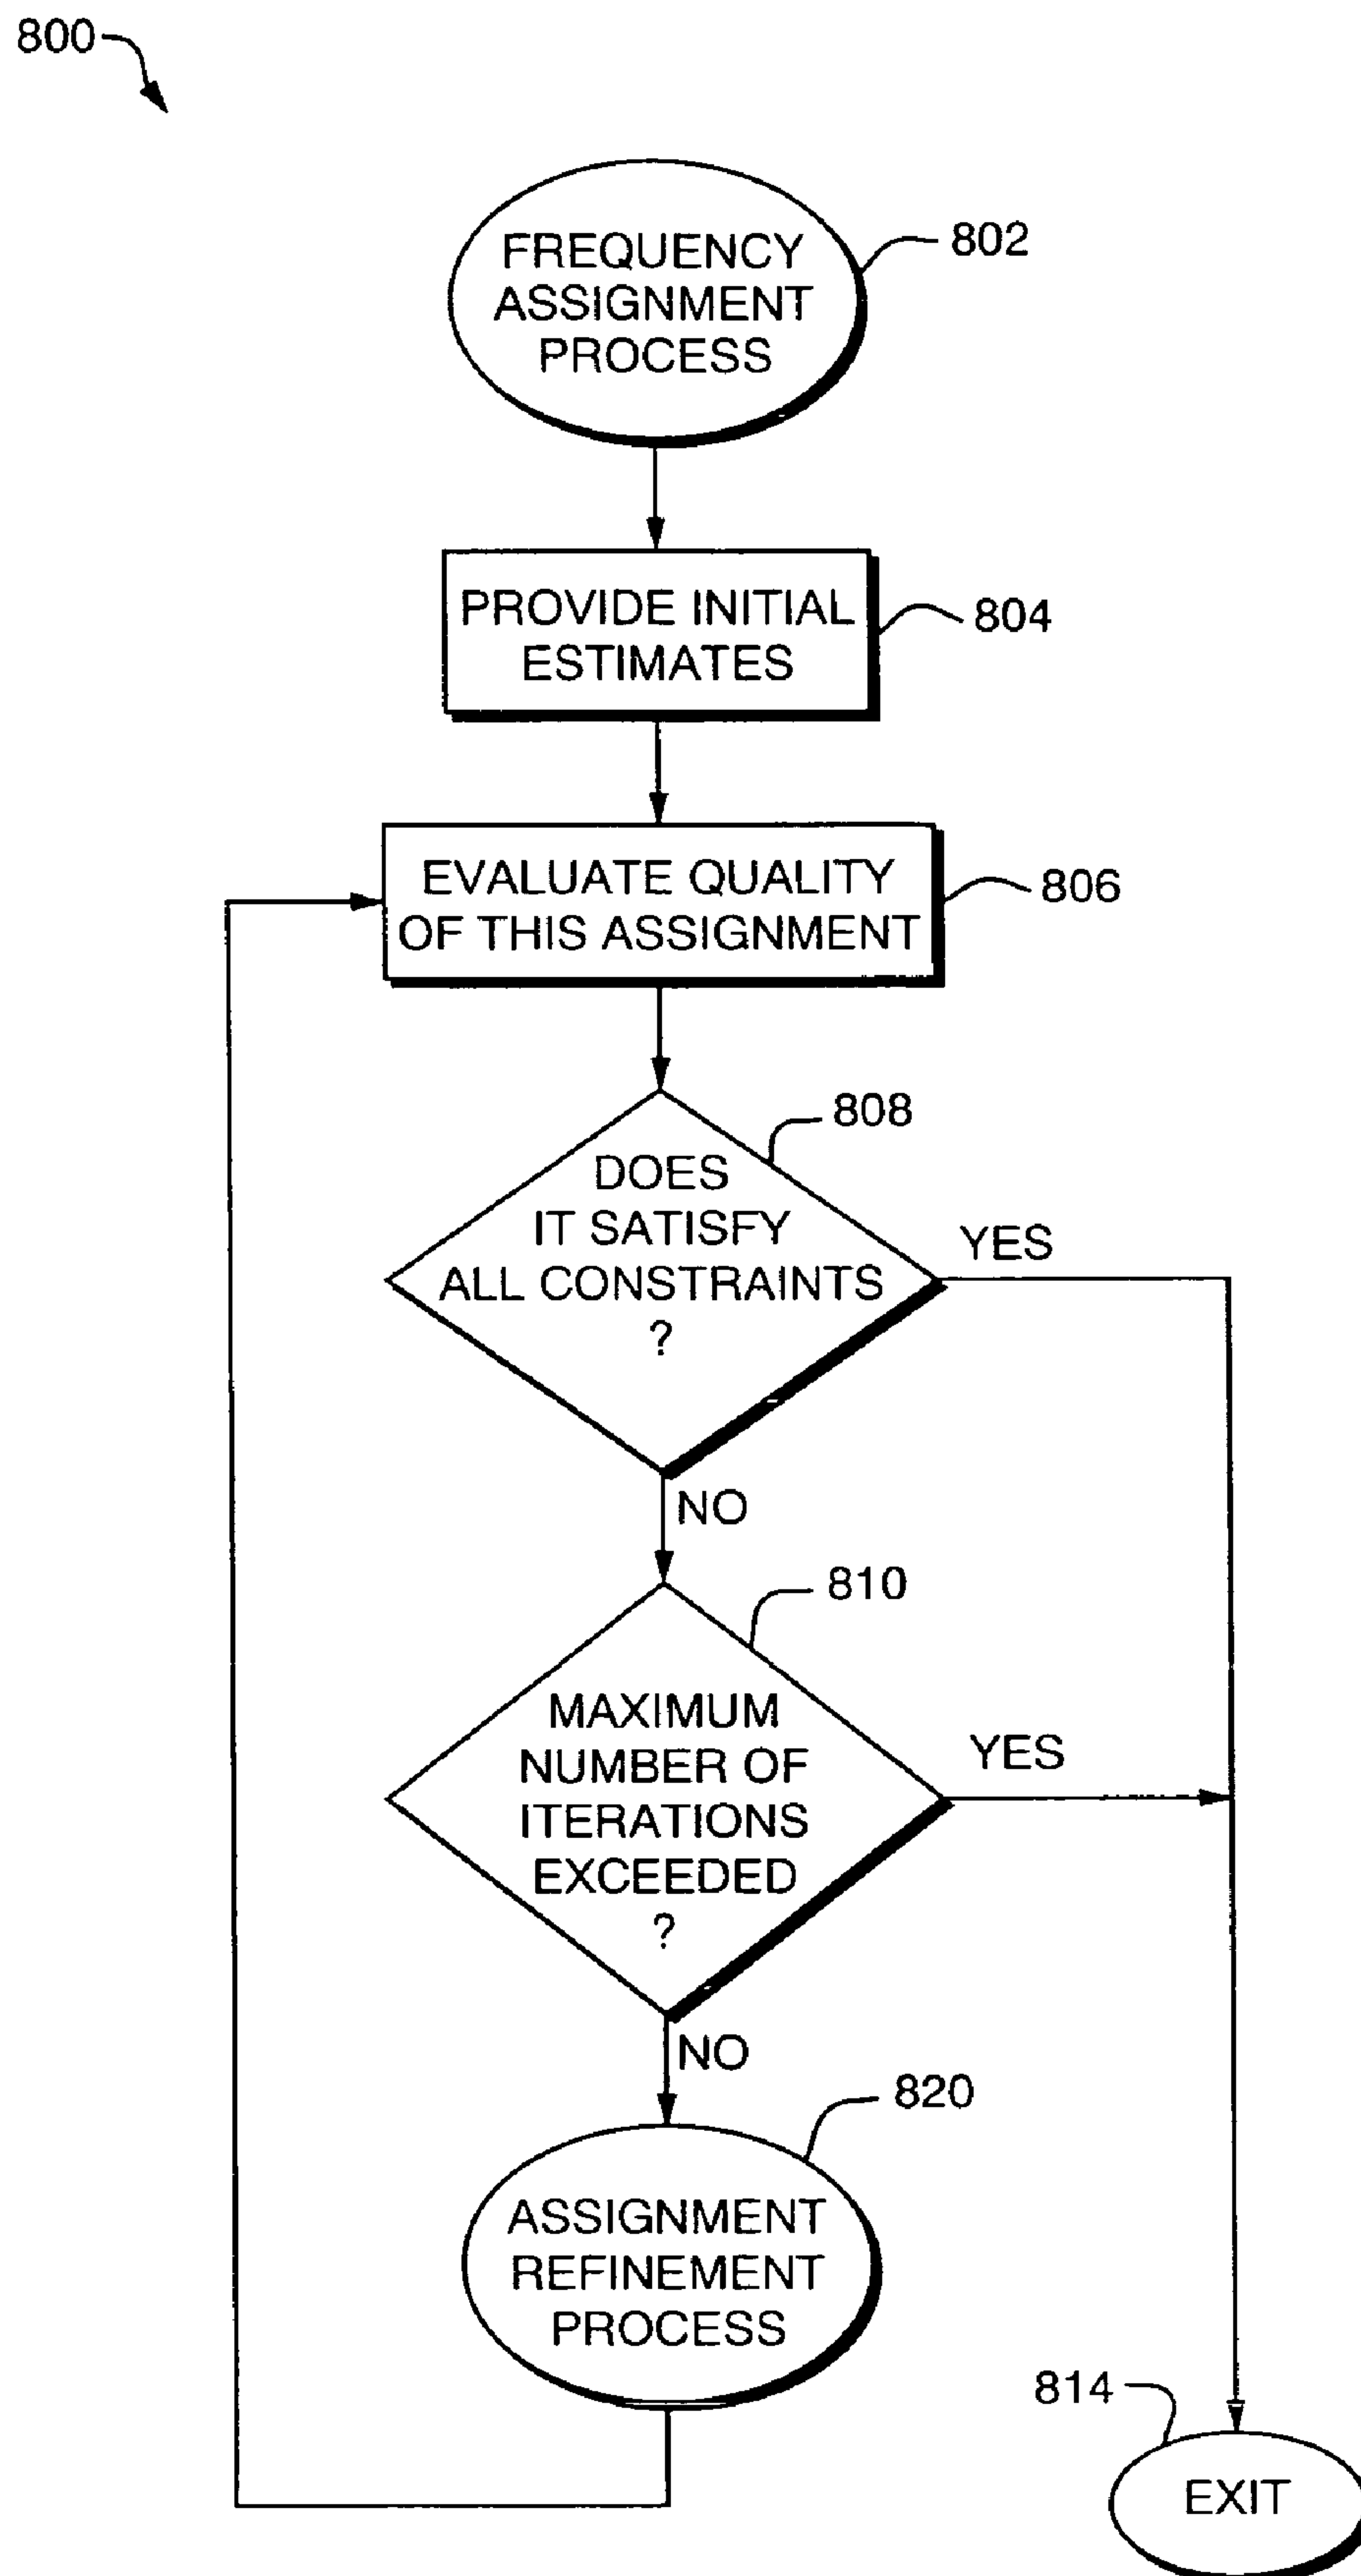 800
FREQUENCY
ASSIGNMENT
PROCESS
802
PROVIDE INITIAL
ESTIMATES
804
EVALUATE QUALITY
OF THIS ASSIGNMENT
806
808
DOES
IT SATISFY
ALL CONSTRAINTS
?
YES
NO
810
MAXIMUM
NUMBER OF
ITERATIONS
EXCEEDED
?
YES
NO
820
ASSIGNMENT
REFINEMENT
PROCESS
814
EXIT